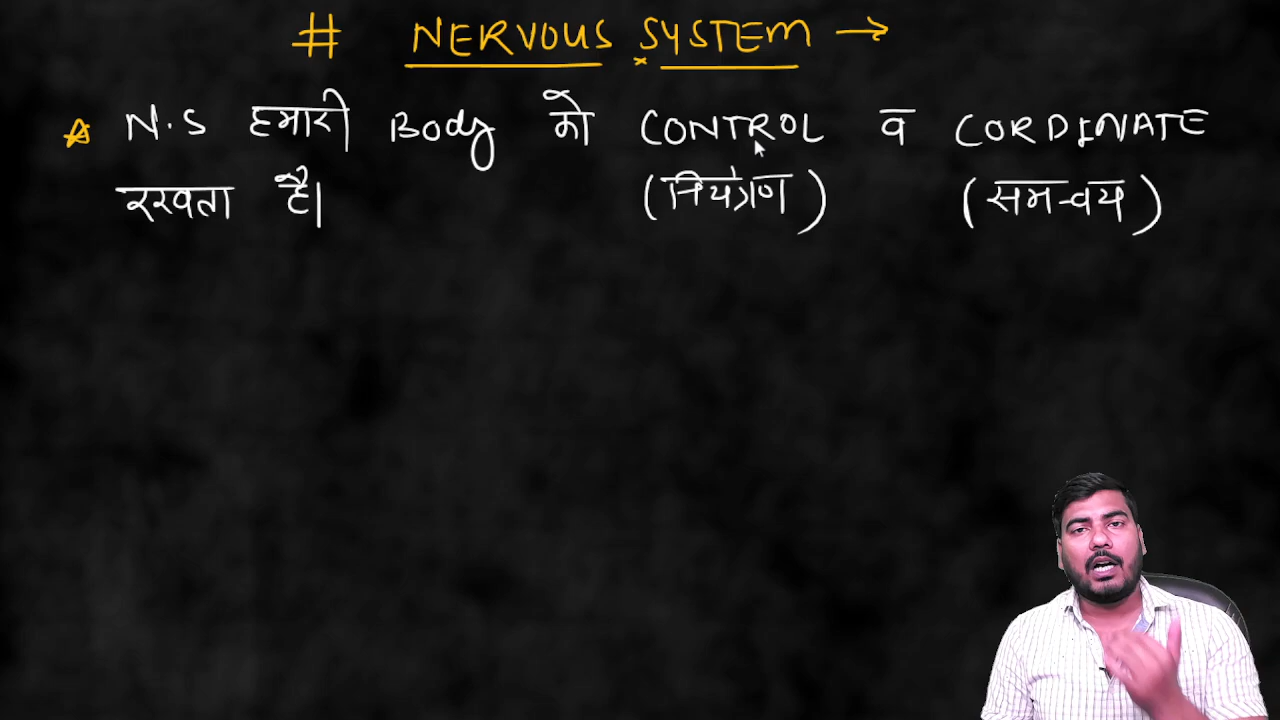 # NERVOUS SYSTEM →
N.S हमारी Body को CONTROL व CORDINATE
(नियंत्रण) (समन्वय)
रखता है।